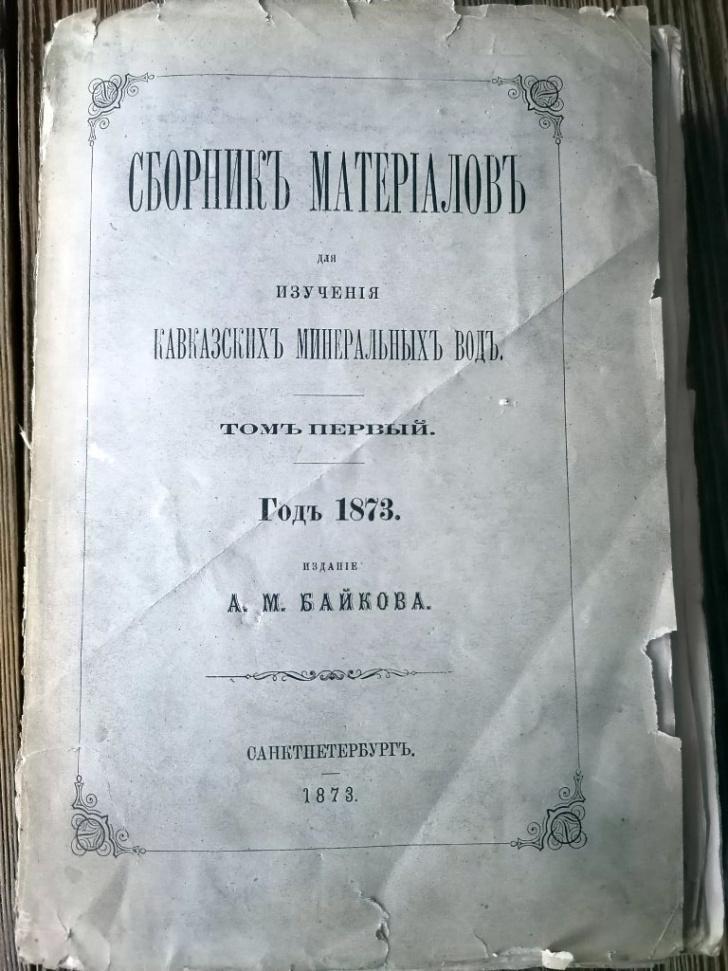 СБОРНИКЪ МАТЕРІАЛОВЪ
ДЛЯ
ИЗУЧЕНІЯ
КАВКАЗСКИХЪ МИНЕРАЛЬНЫХЪ ВОДЪ.
ТОМЪ ПЕРВЫЙ.
Годъ 1873.
ИЗДАНІЕ
А. М. БАЙКОВА.
САНКТПЕТЕРБУРГЪ.
1873.